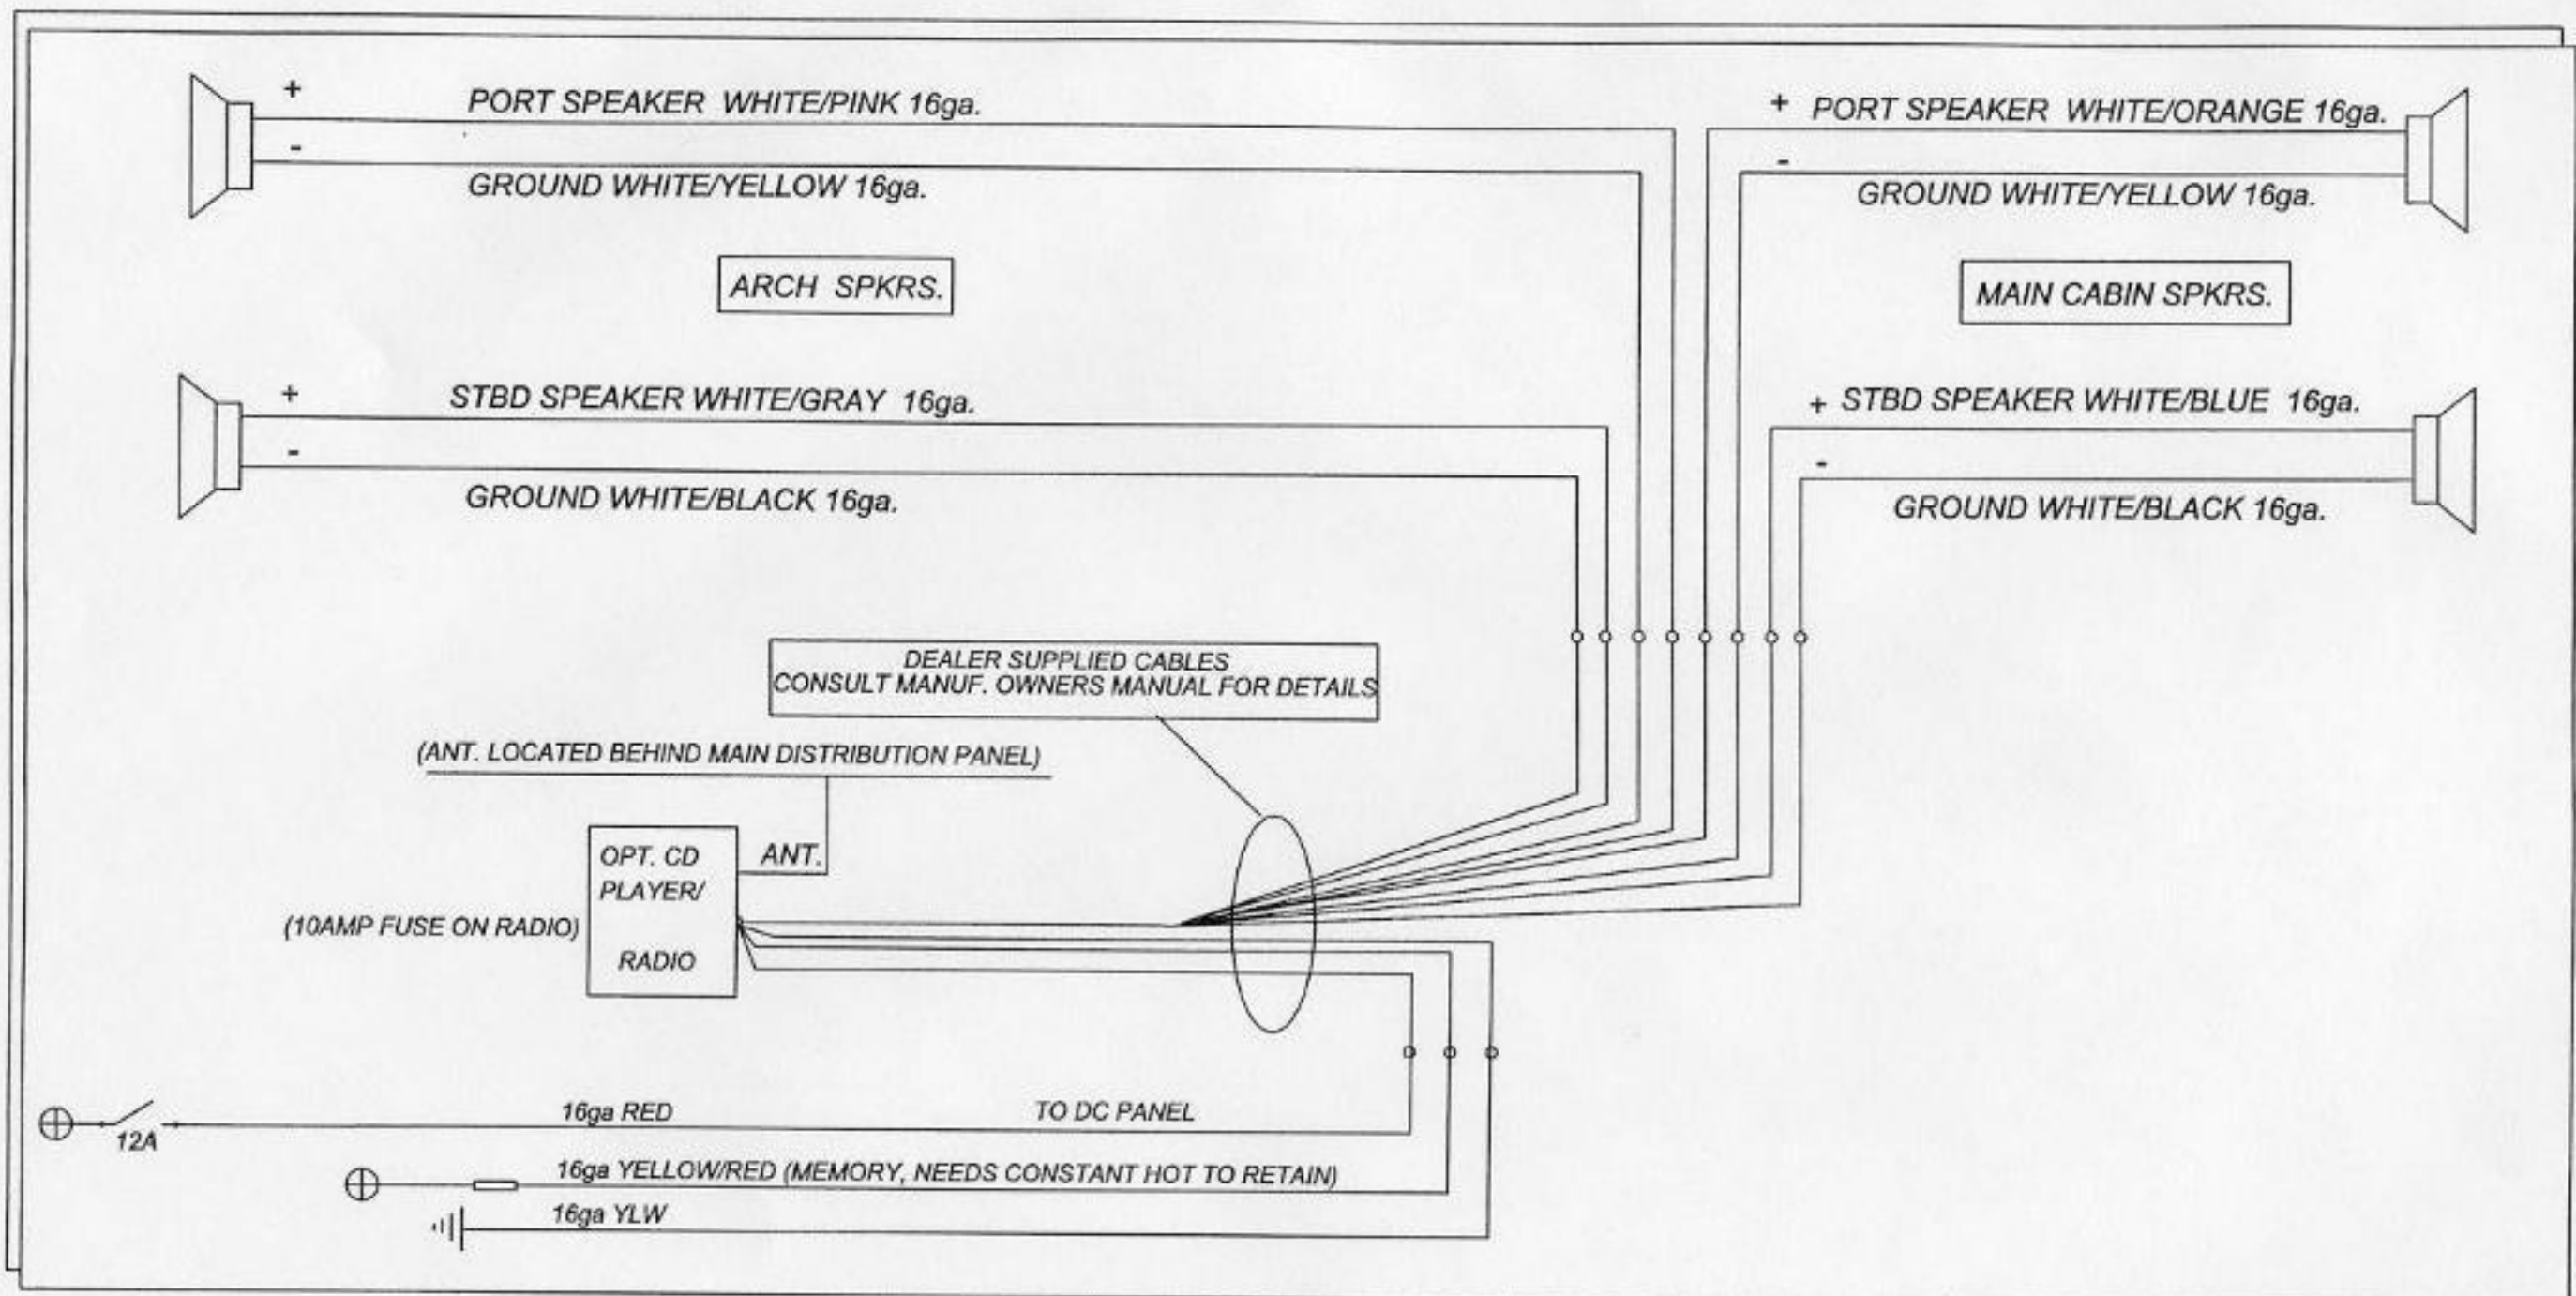 + PORT SPEAKER WHITE/PINK 16ga.
-
GROUND WHITE/YELLOW 16ga.
ARCH SPKRS.
+ STBD SPEAKER WHITE/GRAY 16ga.
-
GROUND WHITE/BLACK 16ga.
+ PORT SPEAKER WHITE/ORANGE 16ga.
-
GROUND WHITE/YELLOW 16ga.
MAIN CABIN SPKRS.
+ STBD SPEAKER WHITE/BLUE 16ga.
-
GROUND WHITE/BLACK 16ga.
DEALER SUPPLIED CABLES
CONSULT MANUF. OWNERS MANUAL FOR DETAILS
(ANT. LOCATED BEHIND MAIN DISTRIBUTION PANEL)
OPT. CD
PLAYER/
RADIO
ANT.
(10AMP FUSE ON RADIO)
12A
16ga RED
TO DC PANEL
16ga YELLOW/RED (MEMORY, NEEDS CONSTANT HOT TO RETAIN)
16ga YLW